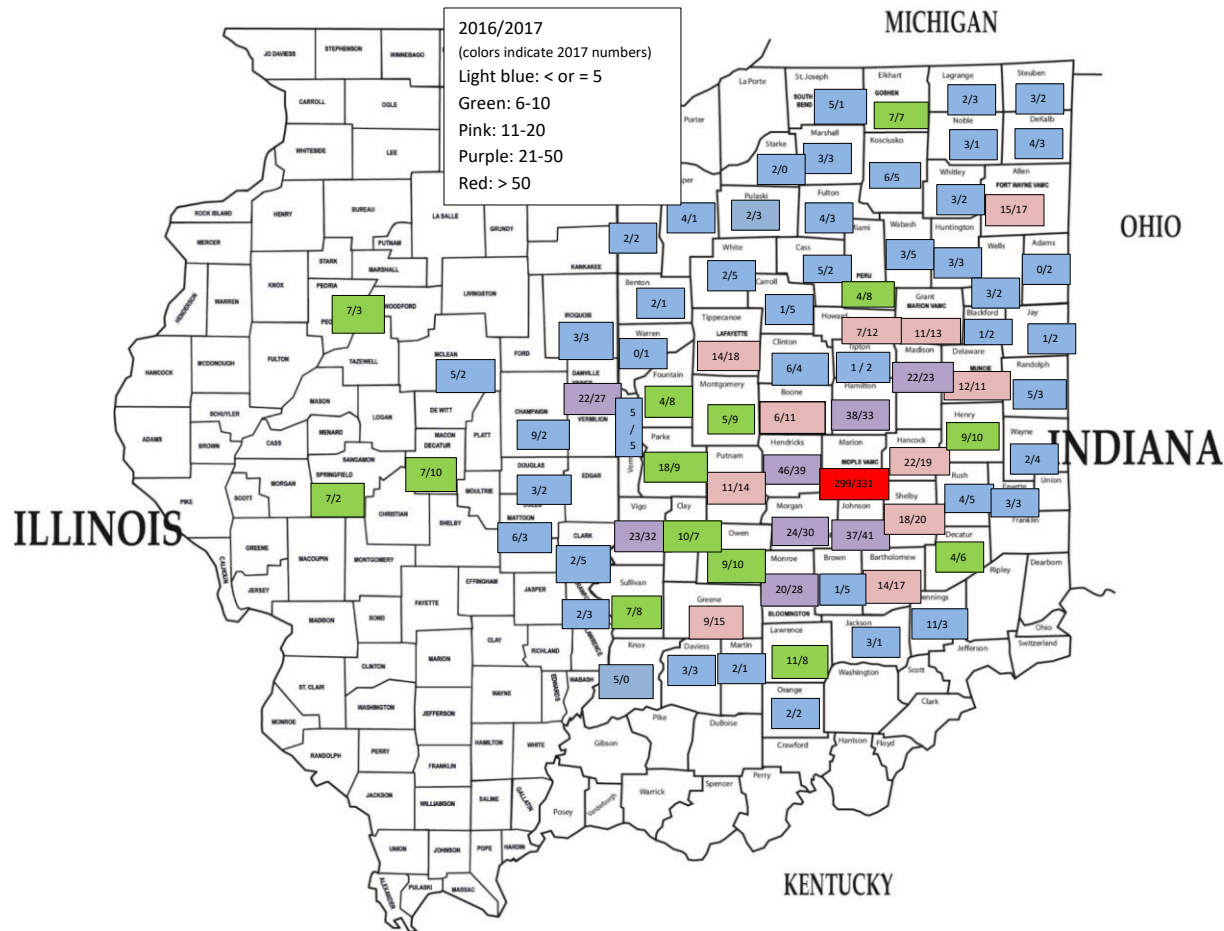 2016/2017
(colors indicate 2017 numbers)
Light blue: < or = 5
Green: 6-10
Pink: 11-20
Purple: 21-50
Red: > 50
MICHIGAN
OHIO
INDIANA
ILLINOIS
KENTUCKY
JO DAVIESS
STEPHENSON
WINNEBAGO
CARROLL
OGLE
WHITESIDE
LEE
ROCK ISLAND
HENRY
BUREAU
LA SALLE
GRUNDY
MERCER
PUTNAM
STARK
MARSHALL
KANKAKEE
HENDERSON
WARREN
KNOX
PEORIA
WOODFORD
LIVINGSTON
IROQUOIS
7/3
3/3
HANCOCK
MCDONOUGH
FULTON
TAZEWELL
MCLEAN
5/2
FORD
DANVILLE
22/27
VERMILION
SCHUYLER
MASON
LOGAN
DE WITT
CHAMPAIGN
9/2
PIATT
ADAMS
BROWN
CASS
MENARD
MACON
DECATUR
7/10
SANGAMON
SPRINGFIELD
7/2
DOUGLAS
3/2
EDGAR
PIKE
SCOTT
MORGAN
CHRISTIAN
MOULTRIE
SHELBY
MATTOON
6/3
CLARK
2/5
GREENE
MACOUPIN
MONTGOMERY
CALHOUN
JERSEY
FAYETTE
EFFINGHAM
JASPER
2/3
LAWRENCE
MADISON
BOND
CLAY
RICHLAND
ST. CLAIR
CLINTON
MARION
WAYNE
EDWARDS
WABASH
MONROE
WASHINGTON
JEFFERSON
RANDOLPH
PERRY
HAMILTON
WHITE
FRANKLIN
JACKSON
WILLIAMSON
SALINE
GALLATIN
UNION
JOHNSON
POPE
HARDIN
ALEXANDER
PULASKI
MASSAC
La Porte
St. Joseph
SOUTH
BEND
5/1
Elkhart
GOSHEN
7/7
Lagrange
2/3
Steuben
3/2
Porter
Starke
2/0
Marshall
3/3
Kosciusko
6/5
Noble
3/1
DeKalb
4/3
sper
4/1
Pulaski
2/3
Fulton
4/3
Whitley
3/2
Allen
FORT WAYNE VAMC
15/17
2/2
White
2/5
Cass
5/2
Miami
PERU
4/8
Wabash
3/5
Huntington
3/3
Wells
3/2
Adams
0/2
Benton
2/1
Carroll
1/5
Howard
7/12
Grant
MARION VAMC
11/13
Blackford
1/2
Jay
1/2
Warren
0/1
Tippecanoe
LAFAYETTE
14/18
Clinton
6/4
Tipton
1 / 2
Madison
22/23
Delaware
MUNCIE
12/11
Randolph
5/3
Fountain
4/8
Montgomery
5/9
Boone
6/11
Hamilton
38/33
Henry
9/10
Wayne
2/4
5
/
5
Parke
18/9
Putnam
11/14
Hendricks
46/39
Marion
INDPLS VAMC
299/331
Hancock
22/19
Rush
4/5
Fayette
3/3
Union
Vigo
23/32
Clay
10/7
Owen
9/10
Morgan
24/30
Johnson
37/41
Shelby
18/20
Decatur
4/6
Franklin
Sullivan
7/8
Greene
9/15
Monroe
20/28
BLOOMINGTON
Brown
1/5
Bartholomew
14/17
Jennings
11/3
Ripley
Dearborn
Ohio
Switzerland
Knox
5/0
Daviess
3/3
Martin
2/1
Lawrence
11/8
Jackson
3/1
Jefferson
Scott
Washington
Orange
2/2
Clark
Gibson
Pike
DuBoise
Crawford
Harrison
Floyd
Posey
Vanderburgh
Warrick
Spencer
Perry